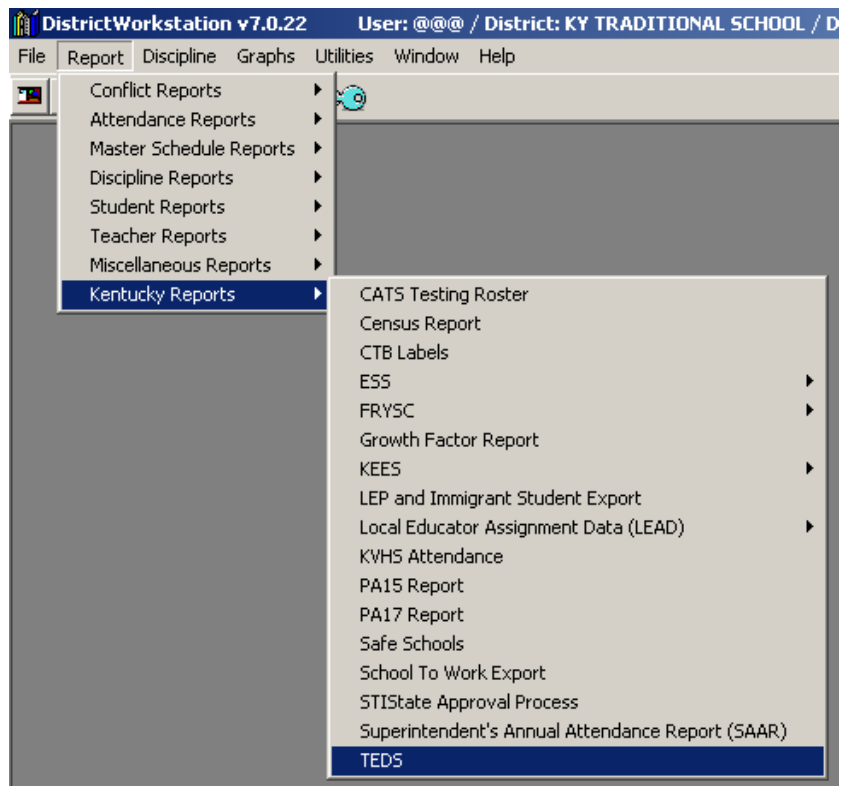 DistrictWorkstation v7.0.22 User: @@@ / District: KY TRADITIONAL SCHOOL / D
File Report Discipline Graphs Utilities Window Help
Conflict Reports
Attendance Reports
Master Schedule Reports
Discipline Reports
Student Reports
Teacher Reports
Miscellaneous Reports
Kentucky Reports
CATS Testing Roster
Census Report
CTB Labels
ESS
FRYSC
Growth Factor Report
KEES
LEP and Immigrant Student Export
Local Educator Assignment Data (LEAD)
KVHS Attendance
PA15 Report
PA17 Report
Safe Schools
School To Work Export
STIState Approval Process
Superintendent's Annual Attendance Report (SAAR)
TEDS